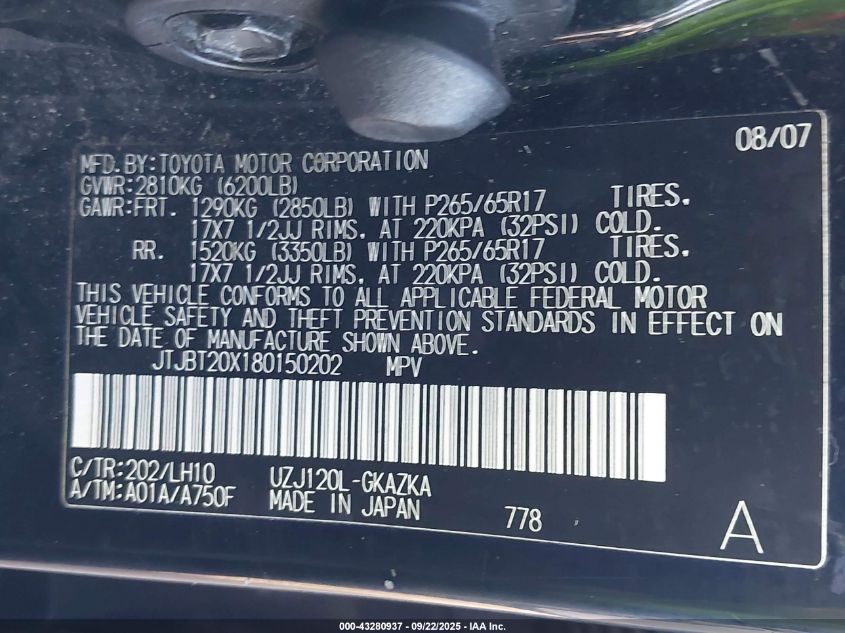 08/07
MFD.BY:TOYOTA MOTOR CORPORATION
GVWR:2810KG (6200LB)
GAWR:FRT. 1290KG (2850LB) WITH P265/65R17 TIRES.
17X7 1/2JJ RIMS. AT 220KPA (32PSI) COLD.
RR. 1520KG (3350LB) WITH P265/65R17 TIRES.
17X7 1/2JJ RIMS. AT 220KPA (32PSI) COLD.
THIS VEHICLE CONFORMS TO ALL APPLICABLE FEDERAL MOTOR
VEHICLE SAFETY AND THEFT PREVENTION STANDARDS IN EFFECT ON
THE DATE OF MANUFACTURE SHOWN ABOVE.
JTJBT20X180150202 MPV
C/TR:202/LH10 UZJ120L-GKAZKA
A/TM:A01A/A750F MADE IN JAPAN 778 A
000-43280937 - 09/22/2025 - IAA Inc.